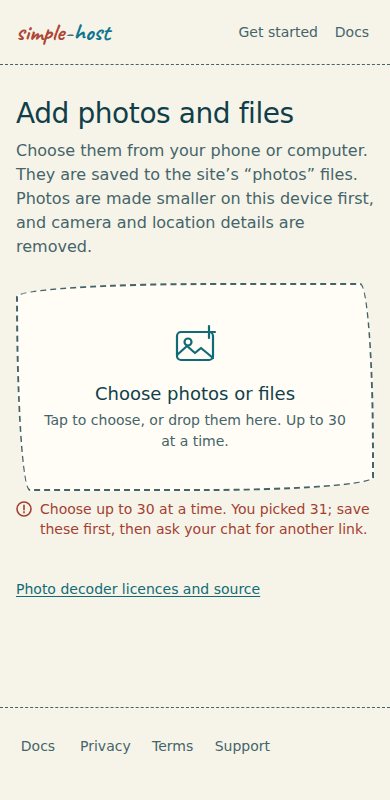 simple-host
Get started
Docs
Add photos and files
Choose them from your phone or computer.
They are saved to the site’s “photos” files.
Photos are made smaller on this device first,
and camera and location details are
removed.
Choose photos or files
Tap to choose, or drop them here. Up to 30
at a time.
Choose up to 30 at a time. You picked 31; save
these first, then ask your chat for another link.
Photo decoder licences and source
Docs
Privacy
Terms
Support